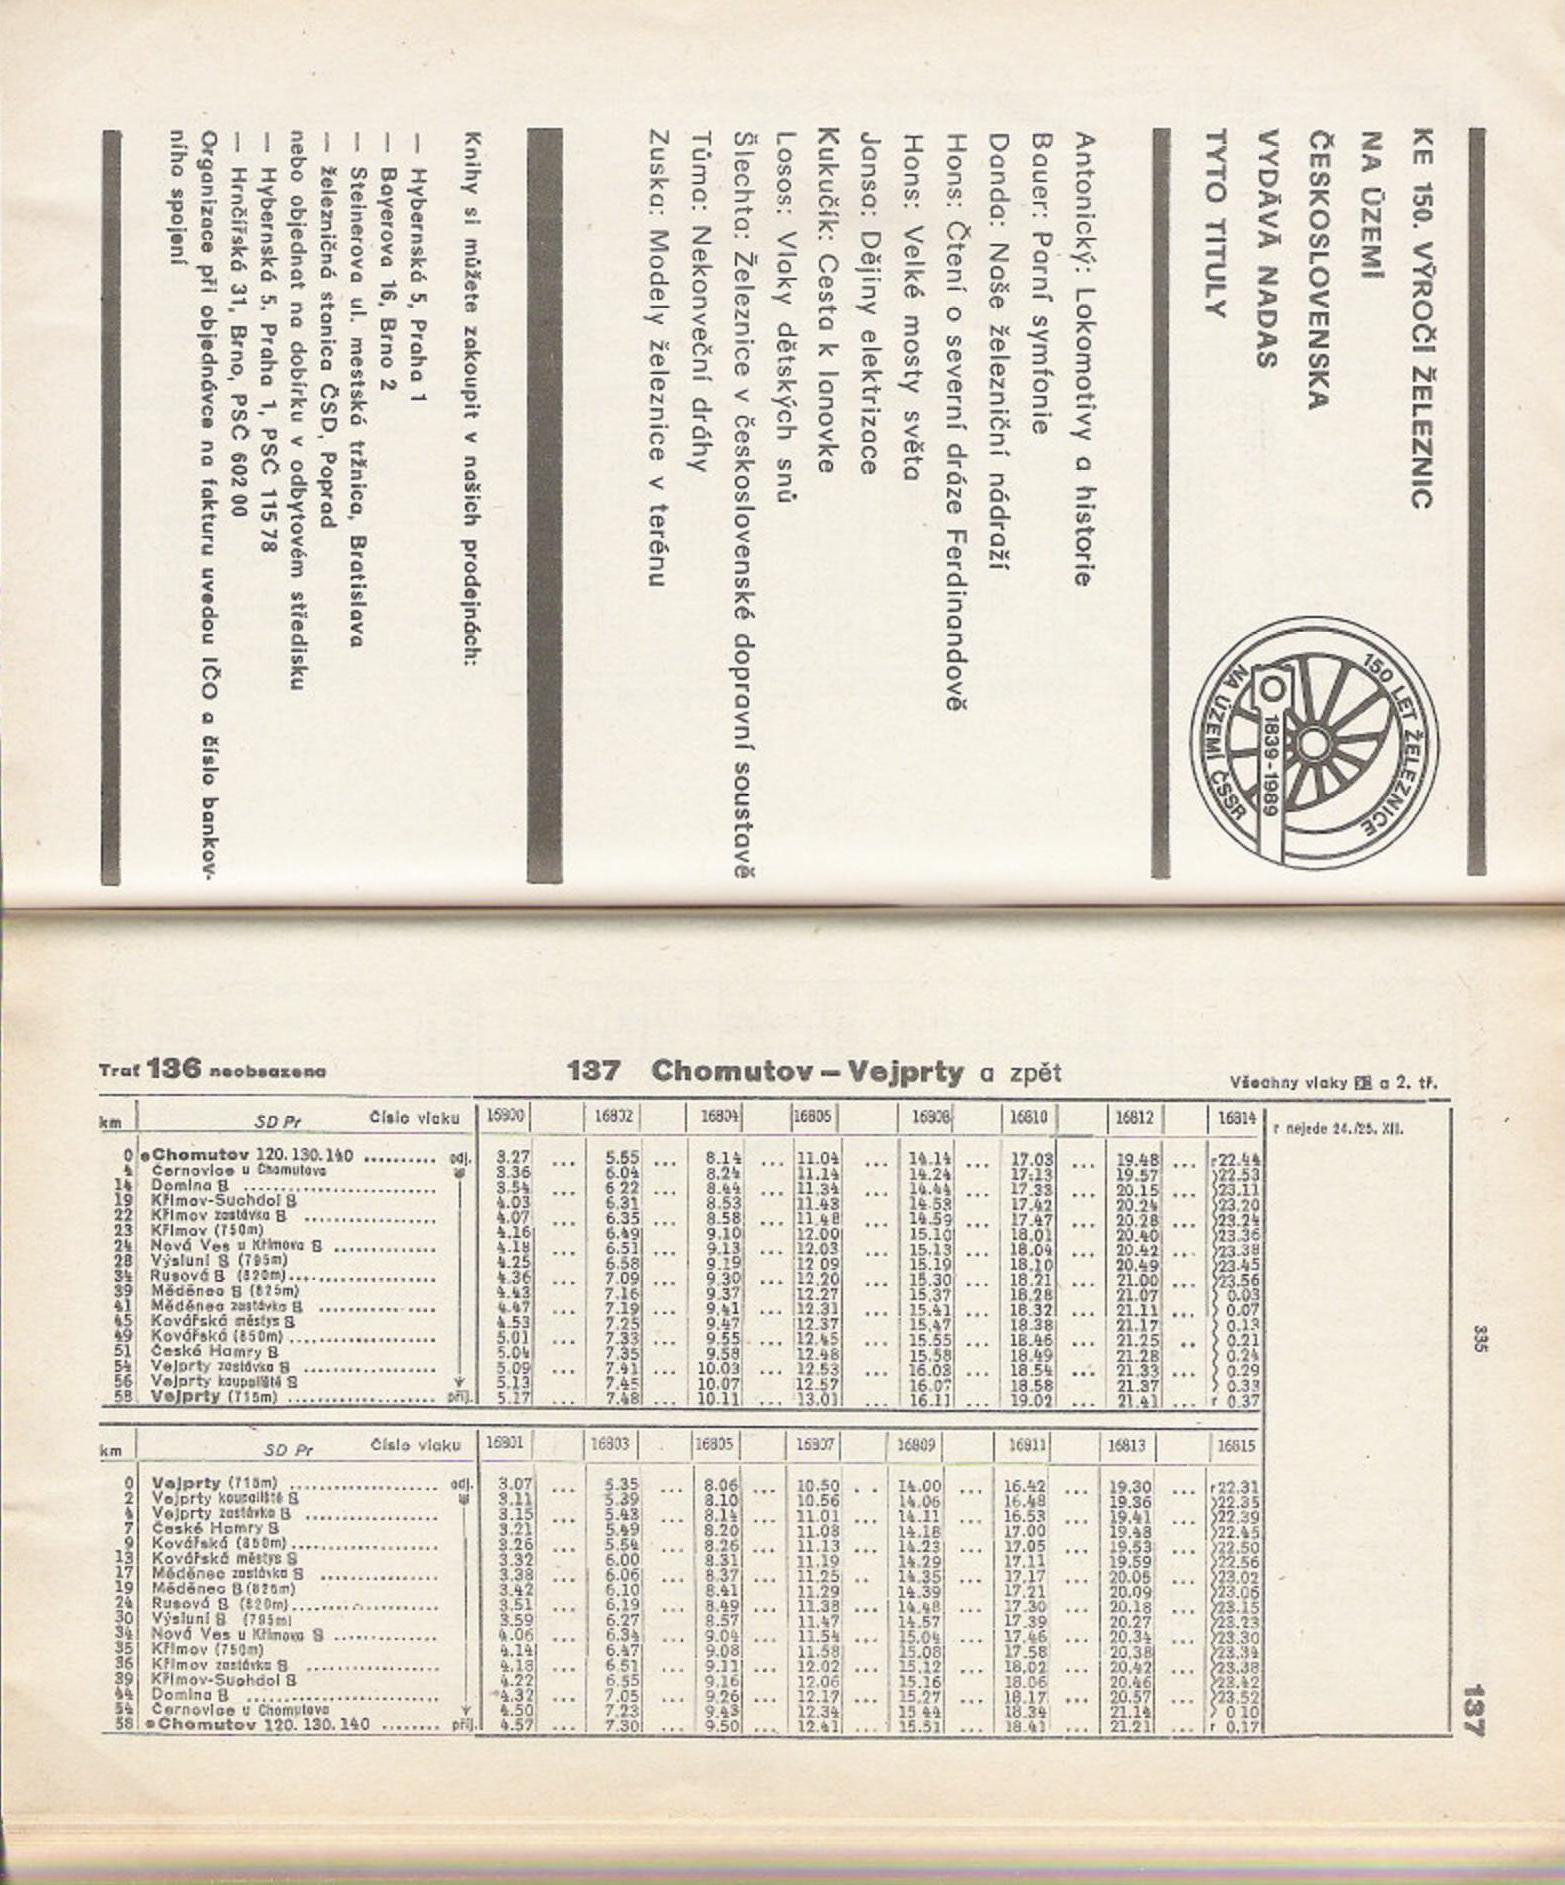 KE 150. VÝROČÍ ŽELEZNIC
NA ÚZEMÍ
ČESKOSLOVENSKA
VYDÁVÁ NADAS
TYTO TITULY
150 LET ŽELEZNICE
NA ÚZEMÍ ČSSR
1839-1989
Antonický: Lokomotivy a historie
Bauer: Parní symfonie
Danda: Naše železniční nádraží
Hons: Čtení o severní dráze Ferdinandově
Hons: Velké mosty světa
Jansa: Dějiny elektrizace
Kukučík: Cesta k lanovke
Losos: Vlaky dětských snů
Šlechta: Železnice v československé dopravní soustavě
Tůma: Nekonveční dráhy
Zuska: Modely železnice v terénu
Knihy si můžete zakoupit v našich prodejnách:
— Hybernská 5, Praha 1
— Bayerova 16, Brno 2
— Steinerova ul. mestská tržnica, Bratislava
— železničná stanica ČSD, Poprad
nebo objednat na dobírku v odbytovém středisku
— Hybernská 5, Praha 1, PSČ 115 78
— Hrnčířská 31, Brno, PSČ 602 00
Organizace při objednávce na fakturu uvedou IČO a číslo bankov-
ního spojení
Trať 136 neobsazena
137 Chomutov – Vejprty a zpět
Všechny vlaky a 2. tř.
km SD Pr Číslo vlaku 16800 16802 16804 16806 16808 16810 16812 16814
r nejede 24./25. XII.
0 Chomutov 120.130.140 .......... odj. 3.27 ... 5.55 ... 8.14 ... 11.04 ... 14.14 ... 17.03 ... 19.48 ... r 22.44
4 Černovice u Chomutova 3.36 6.04 8.24 11.14 14.24 17.13 19.57 22.53
14 Domina 3.54 ... 6.22 ... 8.44 ... 11.34 ... 14.44 ... 17.33 ... 20.15 ... 23.11
19 Křimov-Suchdol 4.03 6.31 8.53 11.43 14.53 17.42 20.24 23.20
22 Křimov zastávka 4.07 ... 6.35 ... 8.58 ... 11.48 ... 14.59 ... 17.47 ... 20.28 ... 23.24
23 Křimov (750m) 4.16 6.49 9.10 12.00 15.10 18.01 20.40 23.36
24 Nová Ves u Křimova 4.18 ... 6.51 ... 9.13 ... 12.03 ... 15.13 ... 18.04 ... 20.42 ... 23.38
28 Výsluní (795m) 4.25 6.58 9.19 12 09 15.19 18.10 20.49 23.45
34 Rusová (820m) 4.36 ... 7.09 ... 9.30 ... 12.20 ... 15.30 ... 18.21 ... 21.00 ... 23.56
39 Měděnec (825m) 4.43 7.16 9.37 12.27 15.37 18.28 21.07 0.03
41 Měděnec zastávka 4.47 ... 7.19 ... 9.41 ... 12.31 ... 15.41 ... 18.32 ... 21.11 ... 0.07
45 Kovářská městys 4.53 7.25 9.47 12.37 15.47 18.38 21.17 0.13
49 Kovářská (850m) 5.01 ... 7.33 ... 9.55 ... 12.45 ... 15.55 ... 18.46 ... 21.25 .. 0.21
51 České Hamry 5.04 7.35 9.58 12.48 15.58 18.49 21.28 0.24
54 Vejprty zastávka 5.09 ... 7.41 ... 10.03 ... 12.53 ... 16.03 ... 18.54 ... 21.33 ... 0.29
56 Vejprty koupaliště 5.13 7.45 10.07 12.57 16.07 18.58 21.37 0.33
58 Vejprty (715m) .......... příj. 5.17 ... 7.48 ... 10.11 ... 13.01 ... 16.11 ... 19.02 ... 21.41 ... r 0.37
km SD Pr Číslo vlaku 16801 16803 16805 16807 16809 16811 16813 16815
0 Vejprty (715m) .......... odj. 3.07 ... 5.35 ... 8.06 ... 10.50 .. 14.00 ... 16.42 ... 19.30 ... r 22.31
2 Vejprty koupaliště 3.11 5.39 8.10 10.56 14.06 16.48 19.36 22.35
4 Vejprty zastávka 3.15 ... 5.43 ... 8.14 ... 11.01 ... 14.11 ... 16.53 ... 19.41 ... 22.39
7 České Hamry 3.21 5.49 8.20 11.08 14.18 17.00 19.48 22.45
9 Kovářská (850m) 3.26 ... 5.54 ... 8.26 ... 11.13 ... 14.23 ... 17.05 ... 19.53 ... 22.50
13 Kovářská městys 3.32 6.00 8.31 11.19 14.29 17.11 19.59 22.56
17 Měděnec zastávka 3.38 ... 6.06 ... 8.37 ... 11.25 .. 14.35 ... 17.17 ... 20.05 ... 23.02
19 Měděnec (825m) 3.42 6.10 8.41 11.29 14.39 17.21 20.09 23.06
24 Rusová (820m) 3.51 ... 6.19 ... 8.49 ... 11.38 ... 14.48 ... 17.30 ... 20.18 ... 23.15
30 Výsluní (795m) 3.59 6.27 8.57 11.47 14.57 17.39 20.27 23.23
34 Nová Ves u Křimova 4.06 ... 6.34 ... 9.04 ... 11.54 ... 15.04 ... 17.46 ... 20.34 ... 23.30
35 Křimov (750m) 4.14 6.47 9.08 11.58 15.08 17.58 20.38 23.34
36 Křimov zastávka 4.18 ... 6.51 ... 9.11 ... 12.02 ... 15.12 ... 18.02 ... 20.42 ... 23.38
39 Křimov-Suchdol 4.22 6.55 9.16 12.06 15.16 18.06 20.46 23.42
44 Domina 4.32 ... 7.05 ... 9.26 ... 12.17 ... 15.27 ... 18.17 ... 20.57 ... 23.52
54 Černovice u Chomutova 4.50 7.23 9.43 12.34 15 44 18.34 21.14 0 10
58 Chomutov 120.130.140 ........ příj. 4.57 ... 7.30 ... 9.50 ... 12.41 ... 15.51 ... 18.41 ... 21.21 ... r 0.17
335
137